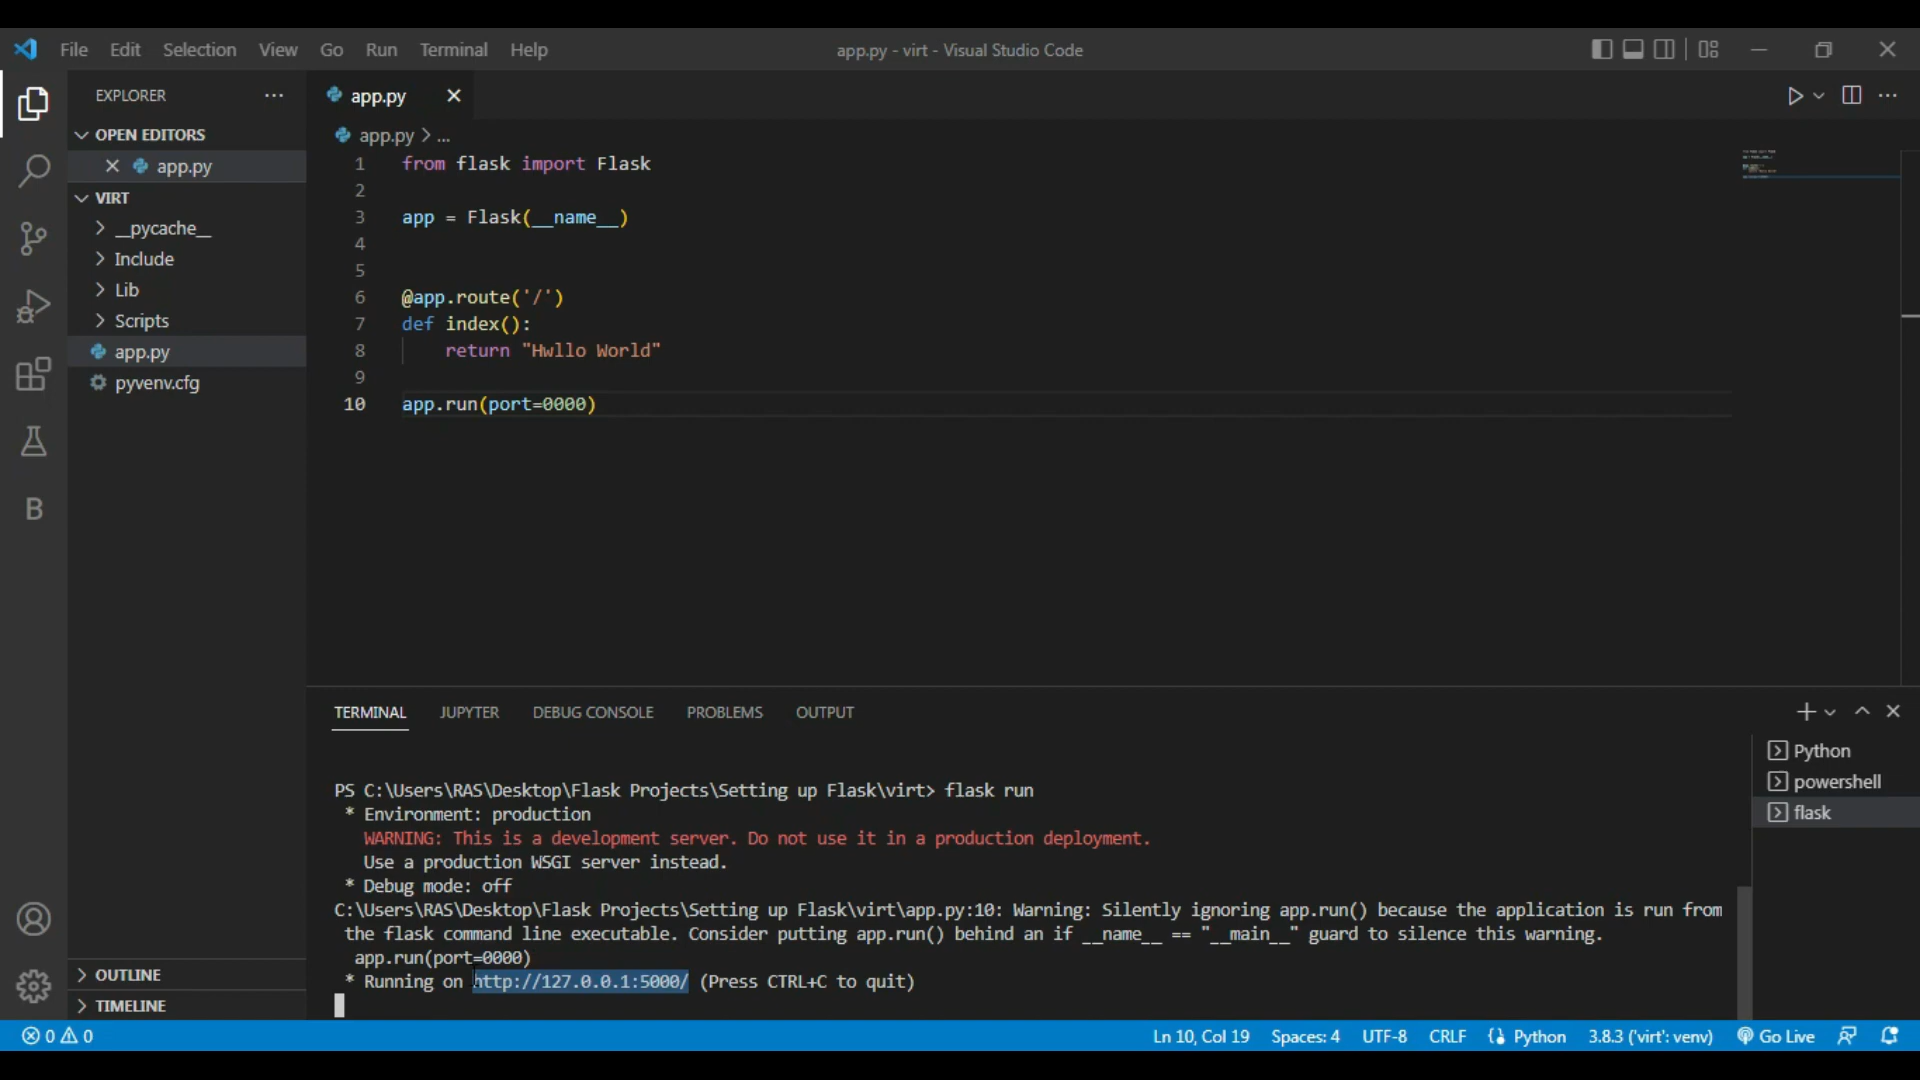 File Edit Selection View Go Run Terminal Help
app.py - virt - Visual Studio Code
EXPLORER
OPEN EDITORS
app.py
VIRT
__pycache__
Include
Lib
Scripts
app.py
pyvenv.cfg
OUTLINE
TIMELINE
B
app.py
app.py > ...
1 from flask import Flask
2
3 app = Flask(__name__)
4
5
6 @app.route('/')
7 def index():
8 return "Hwllo World"
9
10 app.run(port=0000)
TERMINAL JUPYTER DEBUG CONSOLE PROBLEMS OUTPUT
PS C:\Users\RAS\Desktop\Flask Projects\Setting up Flask\virt> flask run
* Environment: production
WARNING: This is a development server. Do not use it in a production deployment.
Use a production WSGI server instead.
* Debug mode: off
C:\Users\RAS\Desktop\Flask Projects\Setting up Flask\virt\app.py:10: Warning: Silently ignoring app.run() because the application is run from
the flask command line executable. Consider putting app.run() behind an if __name__ == "__main__" guard to silence this warning.
app.run(port=0000)
* Running on http://127.0.0.1:5000/ (Press CTRL+C to quit)
Python
powershell
flask
0 0
Ln 10, Col 19 Spaces: 4 UTF-8 CRLF Python 3.8.3 ('virt': venv) Go Live